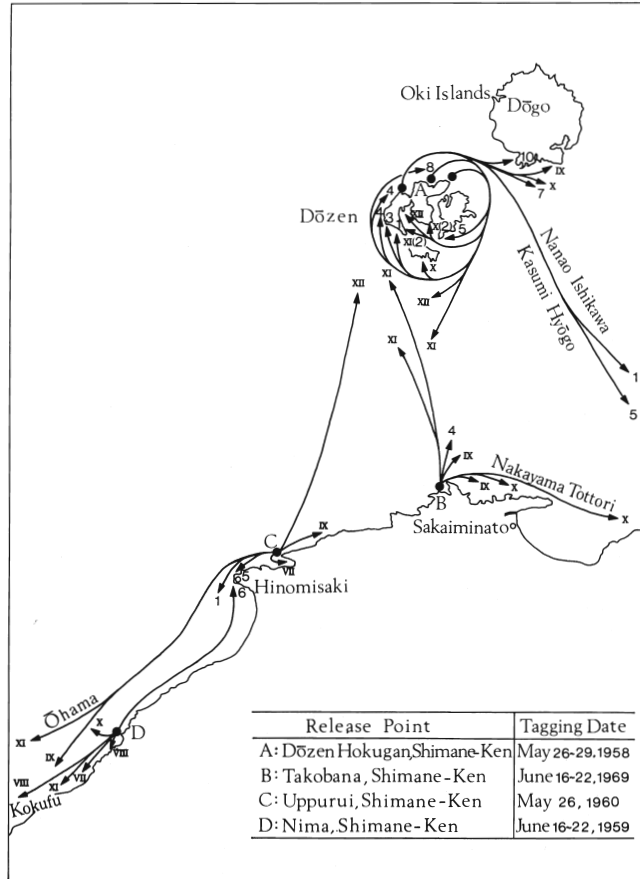 Oki Islands
Dōgo
10
IX
X
7
8
4
A
Dōzen
4
3
1
XII
X(2)
5
XI(2)
X
XII
XI
XII
XI
XI
Nanao Ishikawa
Kasumi Hyōgo
1
5
4
IX
IX
X
Nakayama Tottori
X
B
Sakaiminato
IX
C
VII
Hinomisaki
6
5
6
1
Ōhama
XI
IX
X
D
VIII
VII
XI
VIII
Kokufu
Release Point Tagging Date
A: Dōzen Hokugan, Shimane-Ken May 26-29.1958
B: Takobana, Shimane-Ken June 16-22, 1969
C: Uppurui, Shimane-Ken May 26, 1960
D: Nima, Shimane-Ken June 16-22, 1959